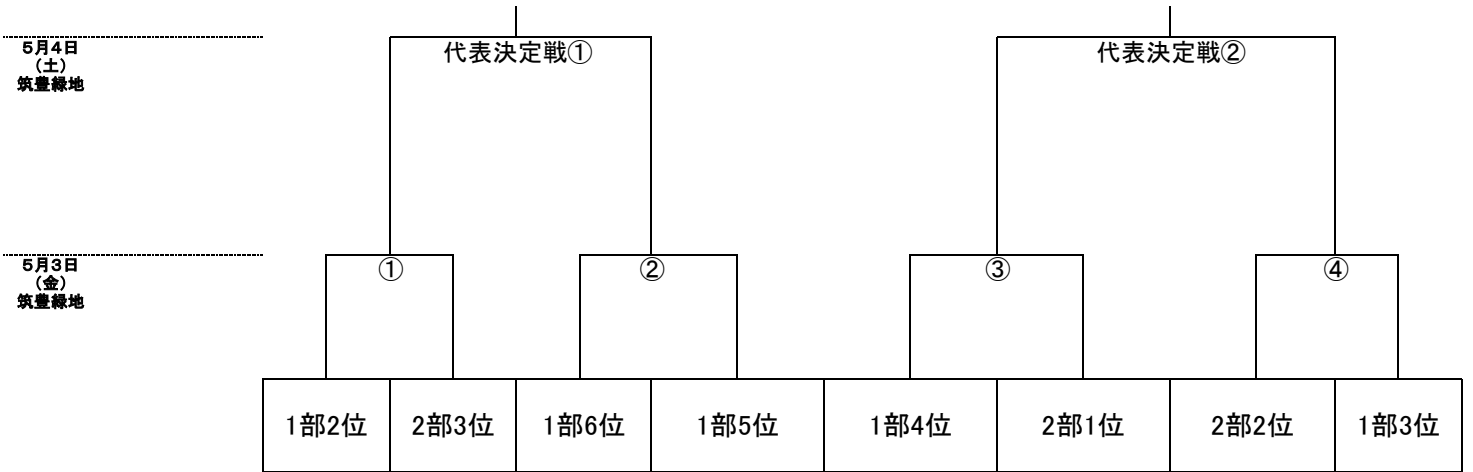 5月4日
(土)
筑豊緑地
代表決定戦①
代表決定戦②
5月3日
(金)
筑豊緑地
①
②
③
④
1部2位
2部3位
1部6位
1部5位
1部4位
2部1位
2部2位
1部3位